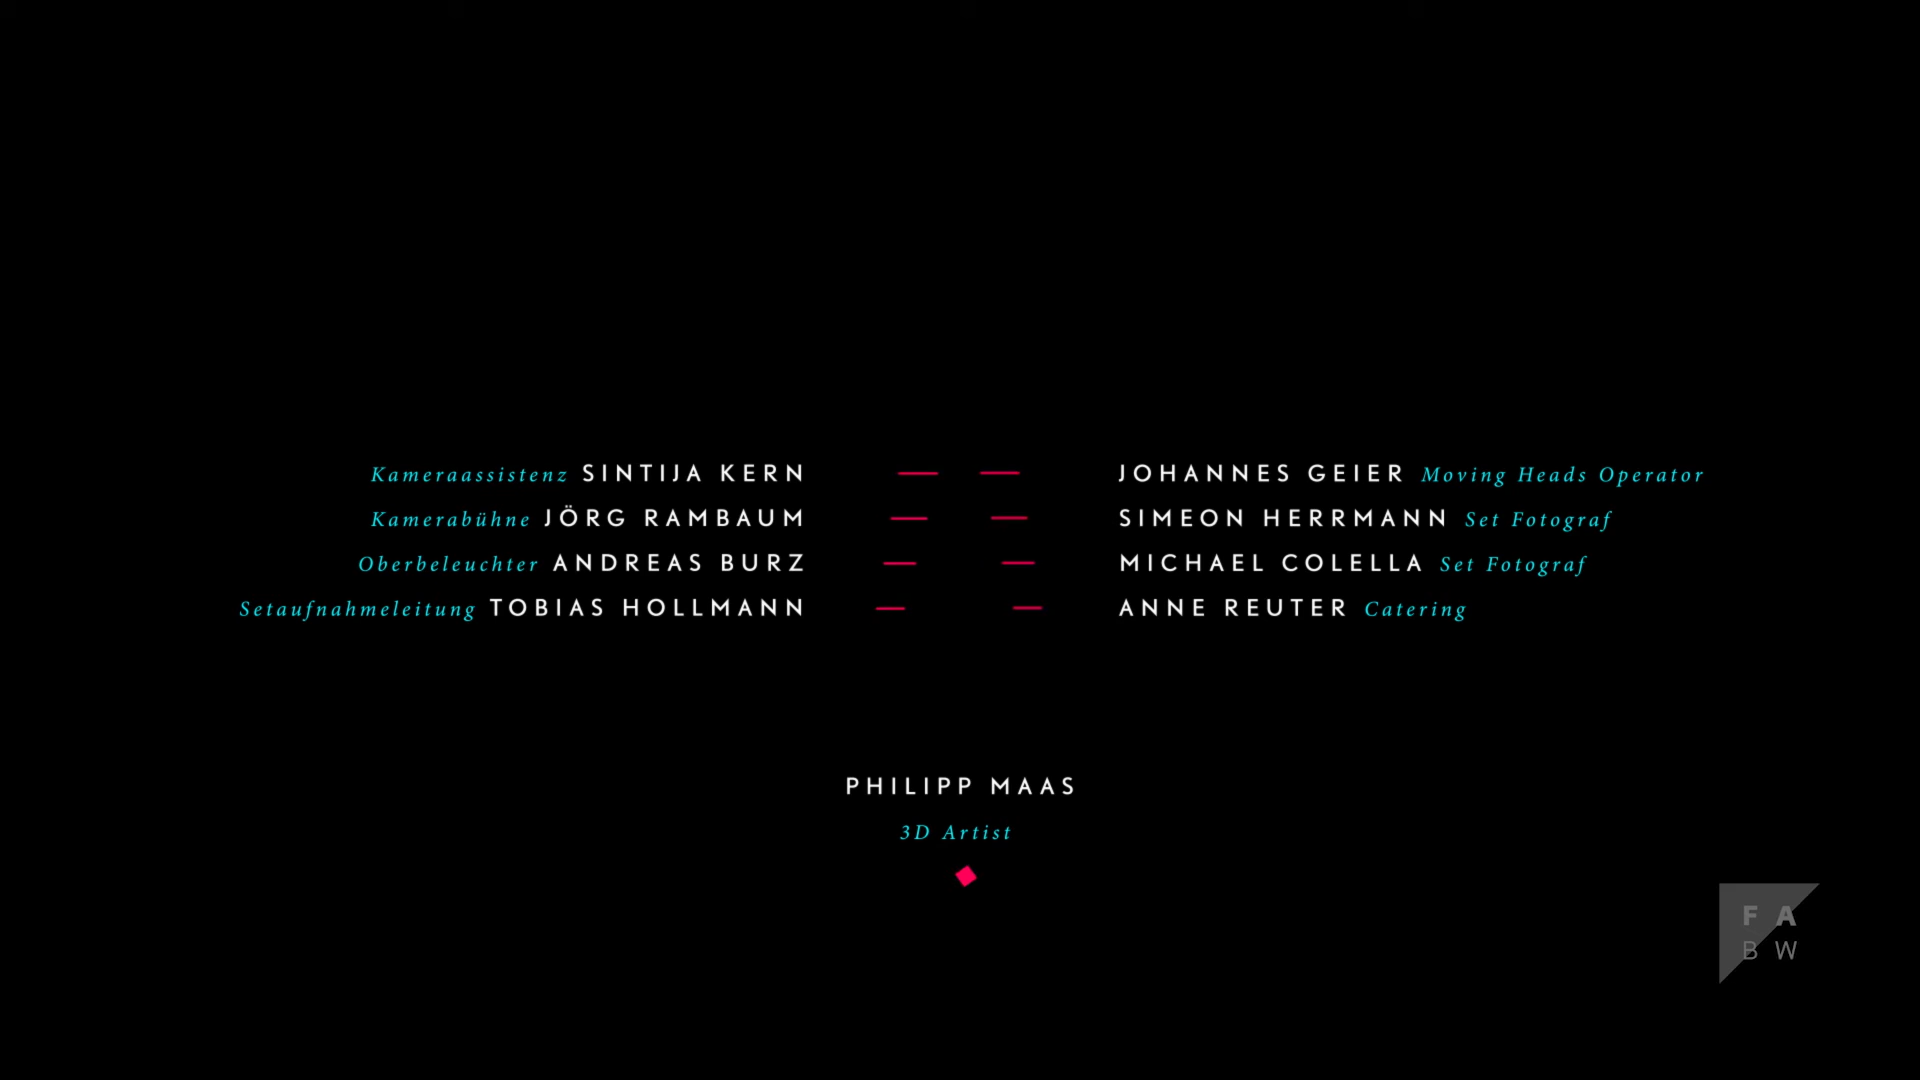 Kameraassistenz SINTIJA KERN JOHANNES GEIER Moving Heads Operator
Kamerabühne JÖRG RAMBAUM SIMEON HERRMANN Set Fotograf
Oberbeleuchter ANDREAS BURZ MICHAEL COLELLA Set Fotograf
Setaufnahmeleitung TOBIAS HOLLMANN ANNE REUTER Catering
PHILIPP MAAS
3D Artist
F A
B W